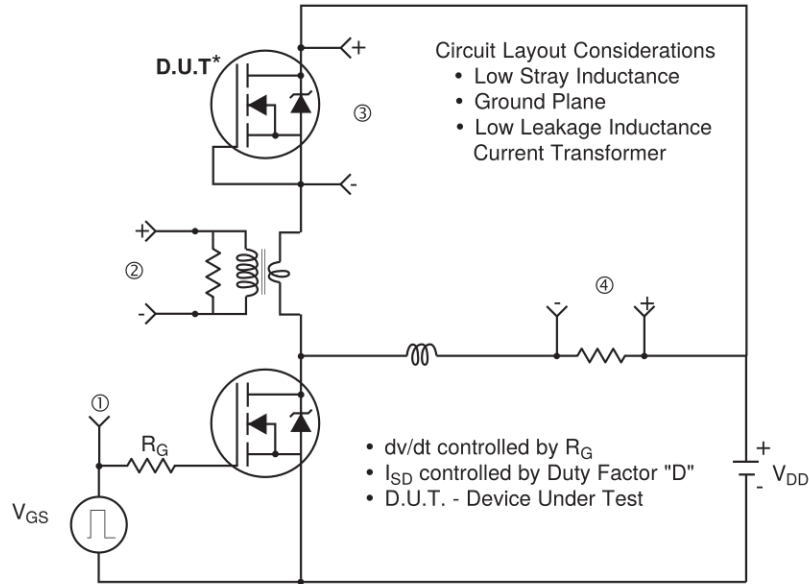 D.U.T*
+
③
-
Circuit Layout Considerations
• Low Stray Inductance
• Ground Plane
• Low Leakage Inductance
Current Transformer
+
②
-
④
- +
①
R_G
V_GS
• dv/dt controlled by R_G
• I_SD controlled by Duty Factor "D"
• D.U.T. - Device Under Test
+
V_DD
-